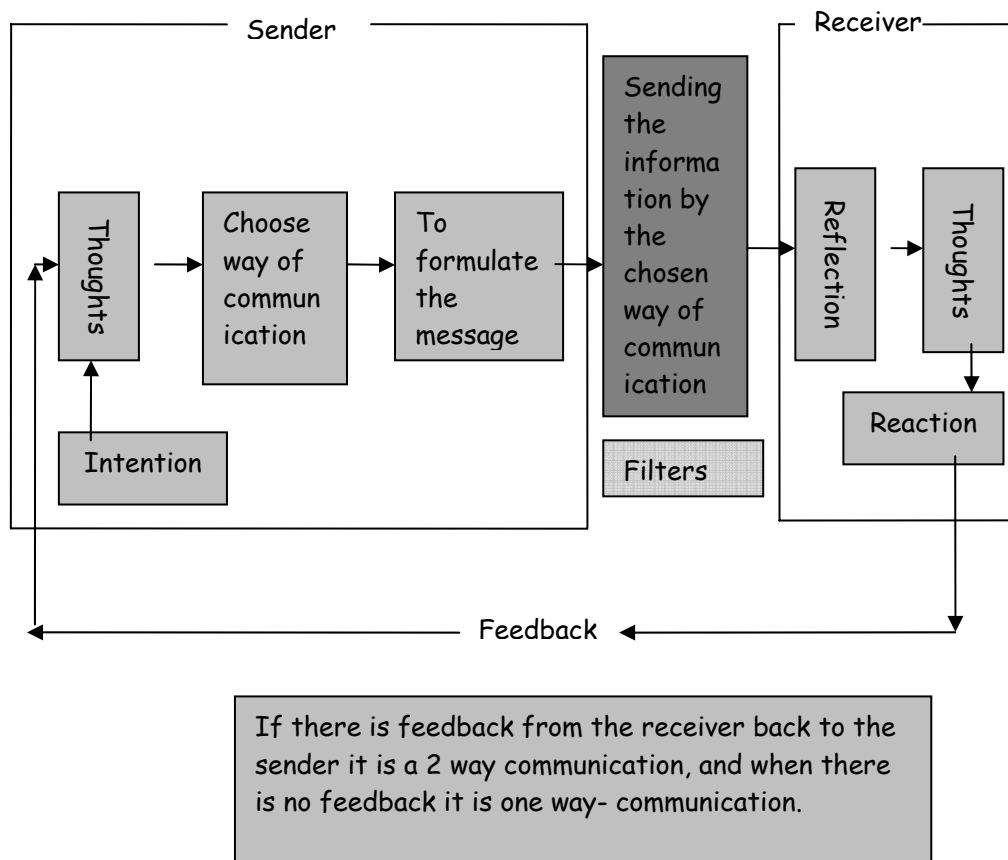 Sender
Receiver
Sending
the
informa
tion by
the
chosen
way of
commun
ication
Thoughts
Choose
way of
commun
ication
To
formulate
the
message
Reflection
Thoughts
Intention
Filters
Reaction
Feedback
If there is feedback from the receiver back to the
sender it is a 2 way communication, and when there
is no feedback it is one way- communication.